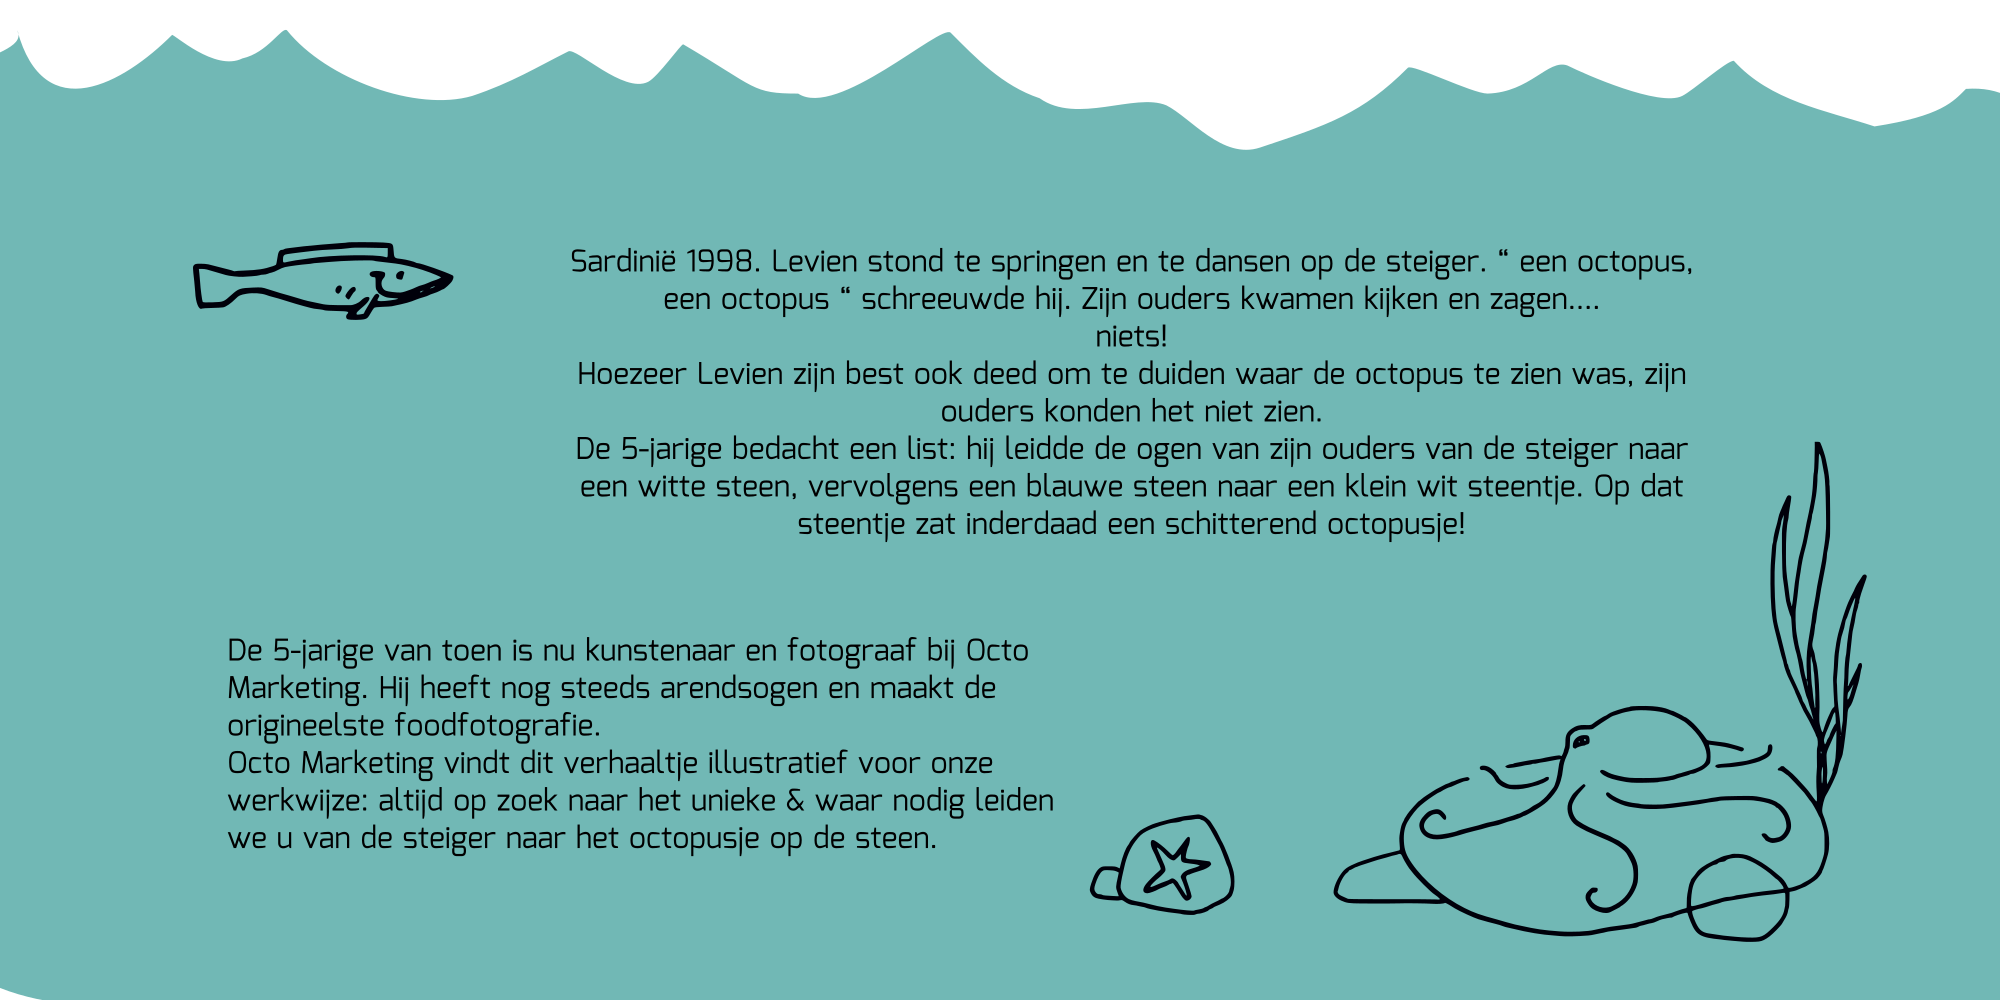 Sardinië 1998. Levien stond te springen en te dansen op de steiger. “ een octopus,
een octopus “ schreeuwde hij. Zijn ouders kwamen kijken en zagen....
niets!
Hoezeer Levien zijn best ook deed om te duiden waar de octopus te zien was, zijn
ouders konden het niet zien.
De 5-jarige bedacht een list: hij leidde de ogen van zijn ouders van de steiger naar
een witte steen, vervolgens een blauwe steen naar een klein wit steentje. Op dat
steentje zat inderdaad een schitterend octopusje!
De 5-jarige van toen is nu kunstenaar en fotograaf bij Octo
Marketing. Hij heeft nog steeds arendsogen en maakt de
origineelste foodfotografie.
Octo Marketing vindt dit verhaaltje illustratief voor onze
werkwijze: altijd op zoek naar het unieke & waar nodig leiden
we u van de steiger naar het octopusje op de steen.